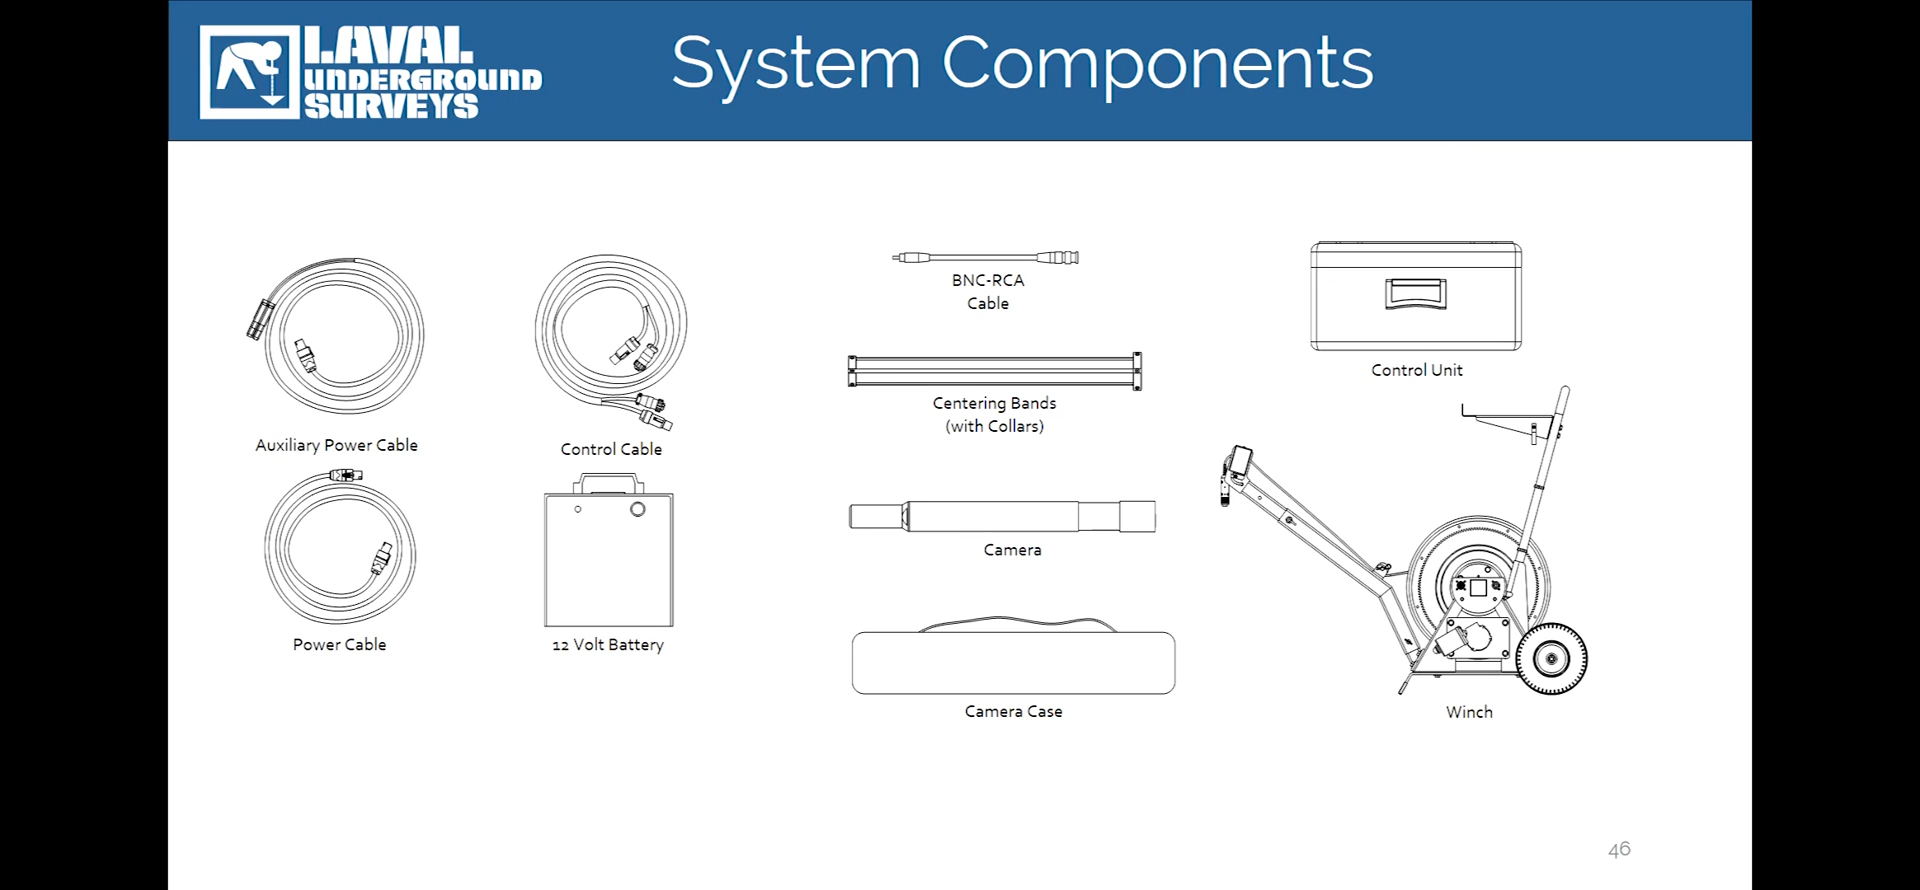 LAVAL
UNDERGROUND
SURVEYS
System Components
Auxiliary Power Cable
Control Cable
BNC-RCA
Cable
Centering Bands
(with Collars)
Control Unit
Power Cable
12 Volt Battery
Camera
Camera Case
Winch
46